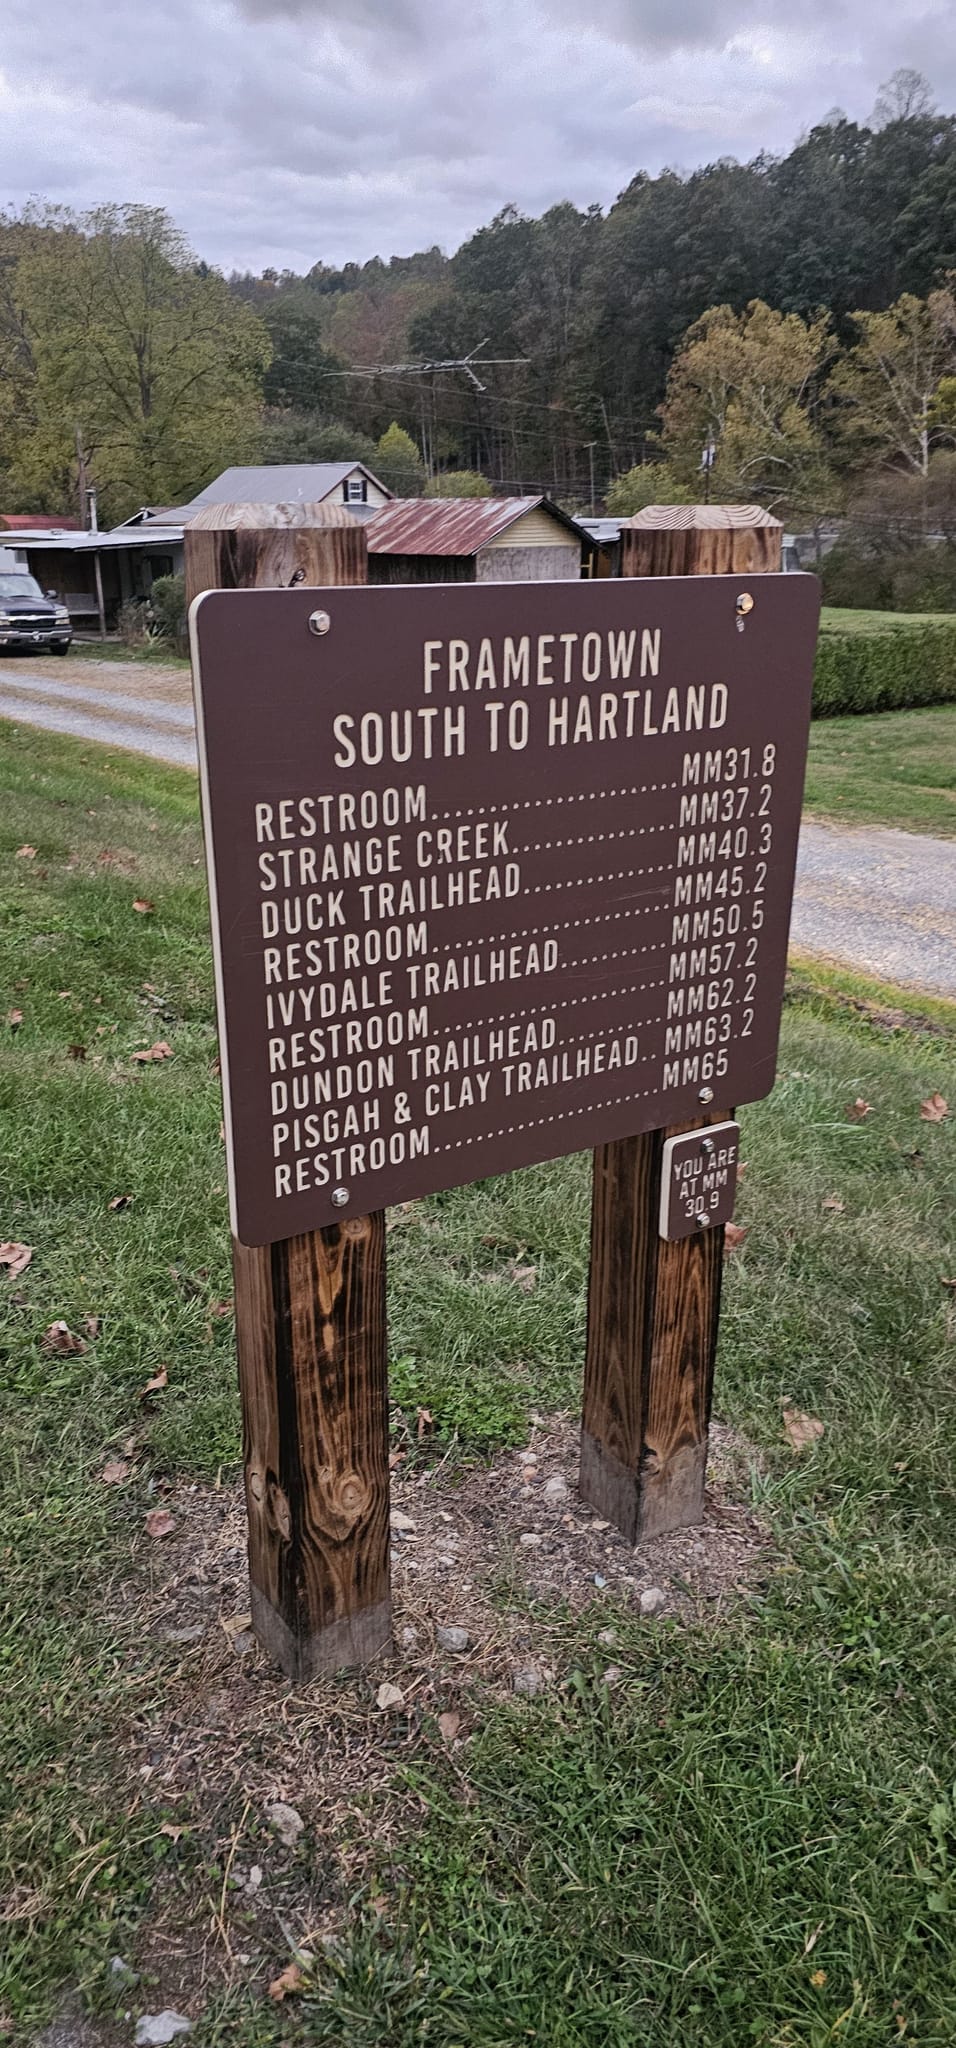 FRAMETOWN
SOUTH TO HARTLAND
RESTROOM........................MM31.8
STRANGE CREEK................MM37.2
DUCK TRAILHEAD...............MM40.3
RESTROOM........................MM45.2
IVYDALE TRAILHEAD..........MM50.5
RESTROOM........................MM57.2
DUNDON TRAILHEAD..........MM62.2
PISGAH & CLAY TRAILHEAD..MM63.2
RESTROOM.......................MM65
YOU ARE
AT MM
30.9